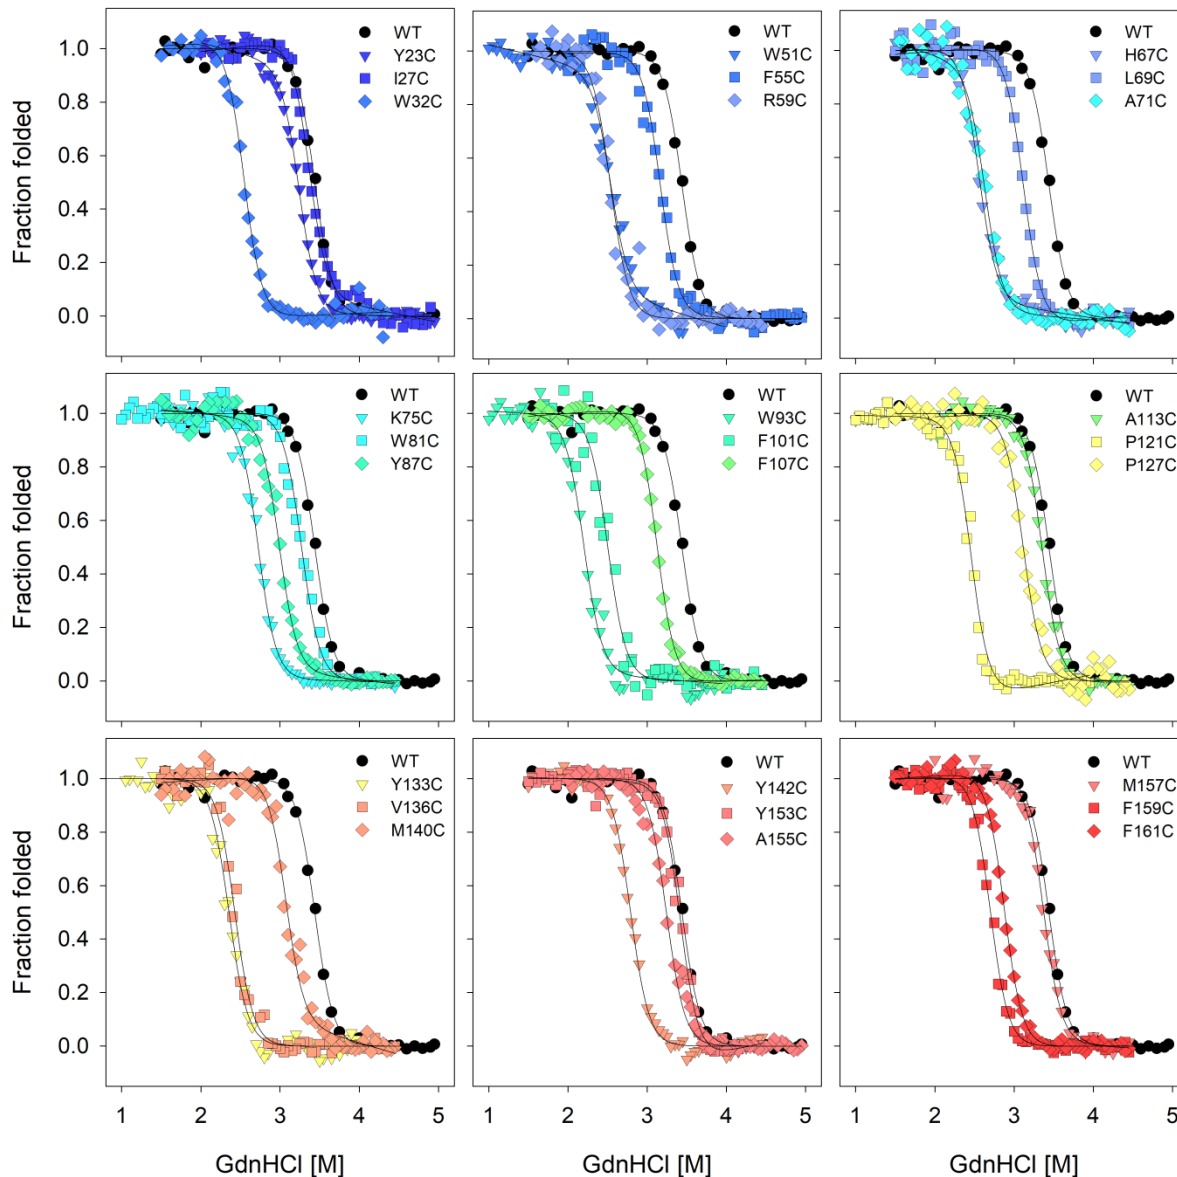 WT
Y23C
I27C
W32C
WT
W51C
F55C
R59C
WT
H67C
L69C
A71C
1.0
0.8
0.6
0.4
0.2
0.0
Fraction folded
WT
K75C
W81C
Y87C
WT
W93C
F101C
F107C
WT
A113C
P121C
P127C
1.0
0.8
0.6
0.4
0.2
0.0
Fraction folded
WT
Y133C
V136C
M140C
WT
Y142C
Y153C
A155C
WT
M157C
F159C
F161C
1.0
0.8
0.6
0.4
0.2
0.0
Fraction folded
1 2 3 4 5
1 2 3 4 5
1 2 3 4 5
GdnHCl [M]
GdnHCl [M]
GdnHCl [M]